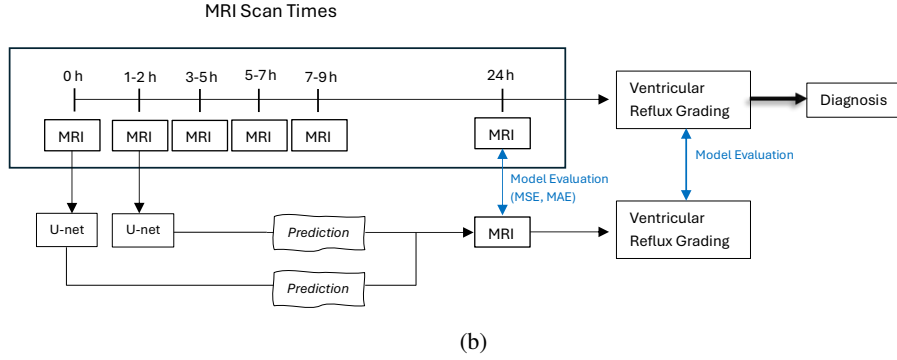 MRI Scan Times
0 h
1-2 h
3-5 h
5-7 h
7-9 h
24 h
MRI
MRI
MRI
MRI
MRI
MRI
Ventricular
Reflux Grading
Diagnosis
Model Evaluation
(MSE, MAE)
Model Evaluation
U-net
U-net
Prediction
MRI
Ventricular
Reflux Grading
Prediction
(b)